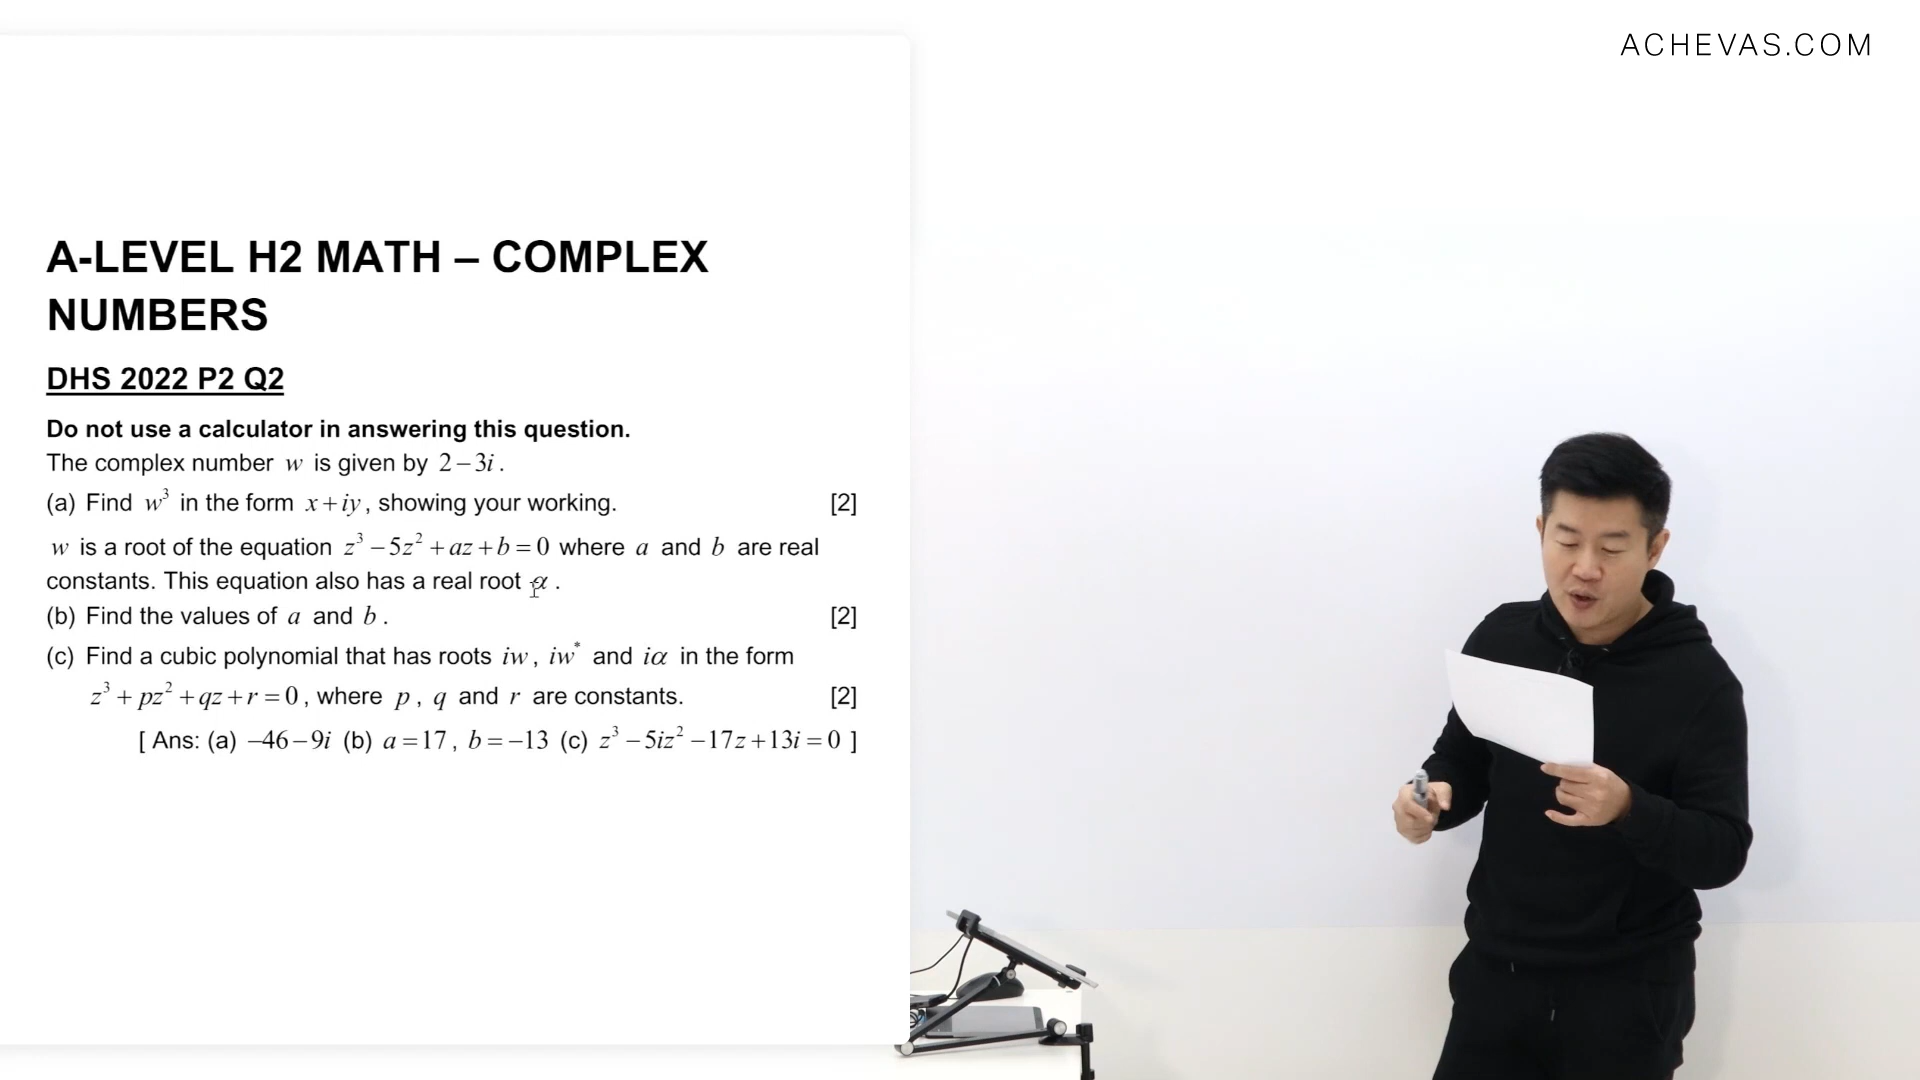 ACHEVAS.COM
A-LEVEL H2 MATH – COMPLEX
NUMBERS
DHS 2022 P2 Q2
Do not use a calculator in answering this question.
The complex number w is given by 2−3i.
(a) Find w³ in the form x+iy, showing your working. [2]
w is a root of the equation z³−5z²+az+b=0 where a and b are real
constants. This equation also has a real root α.
(b) Find the values of a and b. [2]
(c) Find a cubic polynomial that has roots iw, iw* and iα in the form
z³+pz²+qz+r=0, where p, q and r are constants. [2]
[ Ans: (a) −46−9i (b) a=17, b=−13 (c) z³−5iz²−17z+13i=0 ]